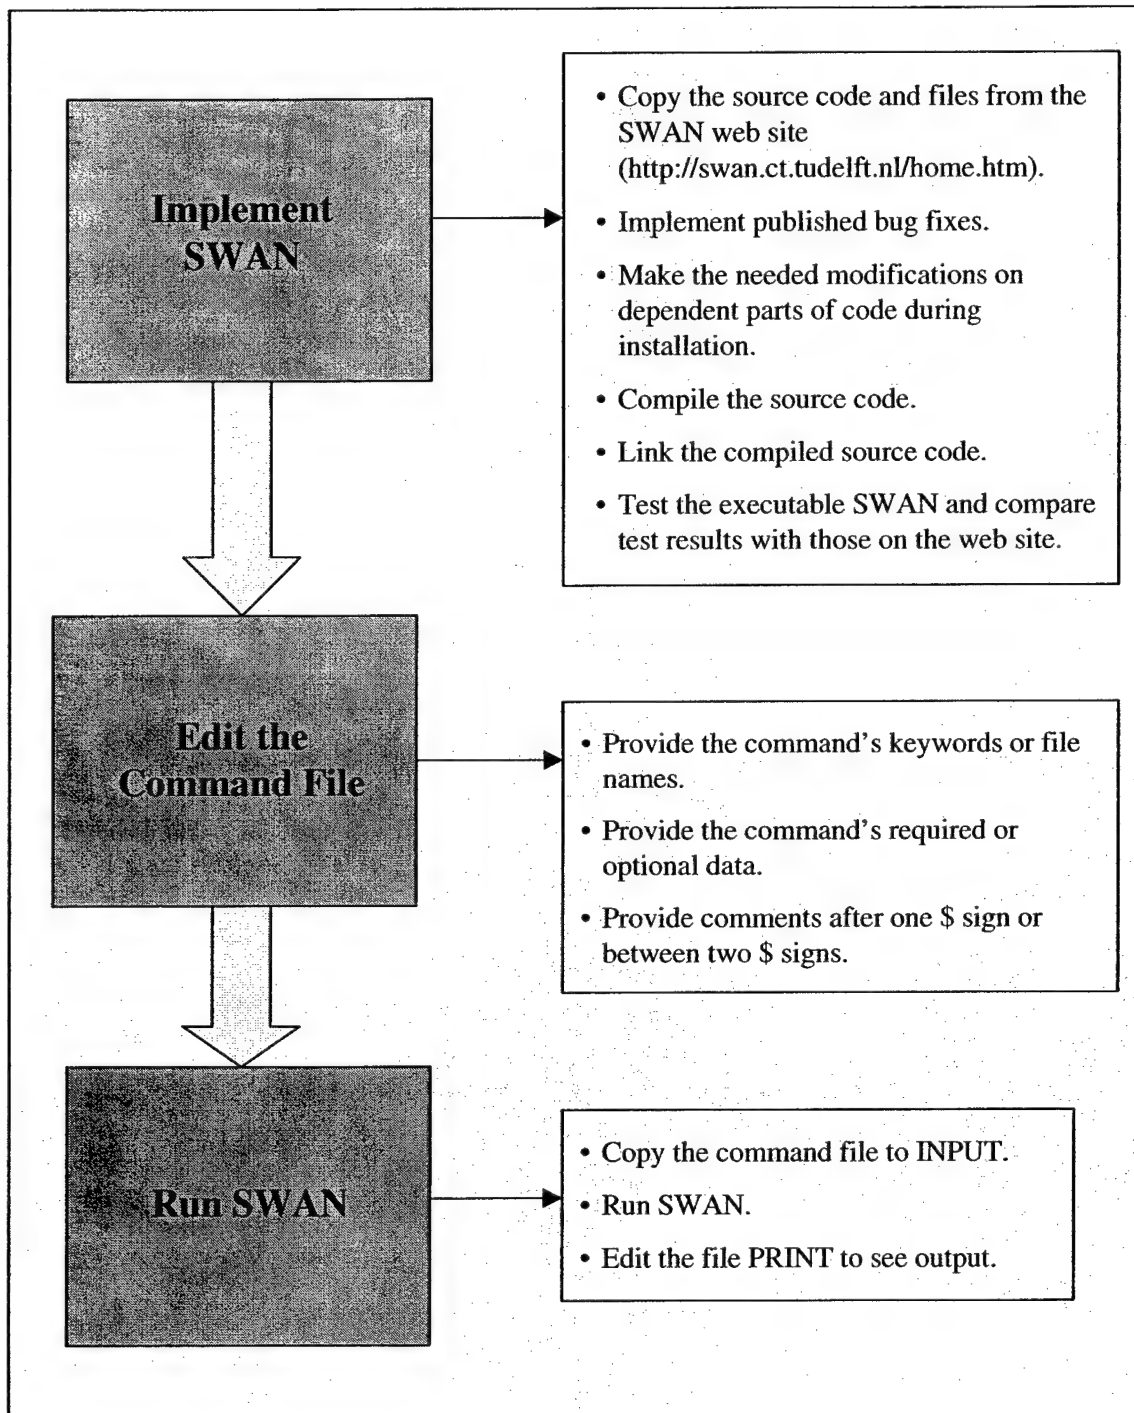 Implement
SWAN
• Copy the source code and files from the
SWAN web site
(http://swan.ct.tudelft.nl/home.htm).
• Implement published bug fixes.
• Make the needed modifications on
dependent parts of code during
installation.
• Compile the source code.
• Link the compiled source code.
• Test the executable SWAN and compare
test results with those on the web site.
Edit the
Command File
• Provide the command's keywords or file
names.
• Provide the command's required or
optional data.
• Provide comments after one $ sign or
between two $ signs.
Run SWAN
• Copy the command file to INPUT.
• Run SWAN.
• Edit the file PRINT to see output.